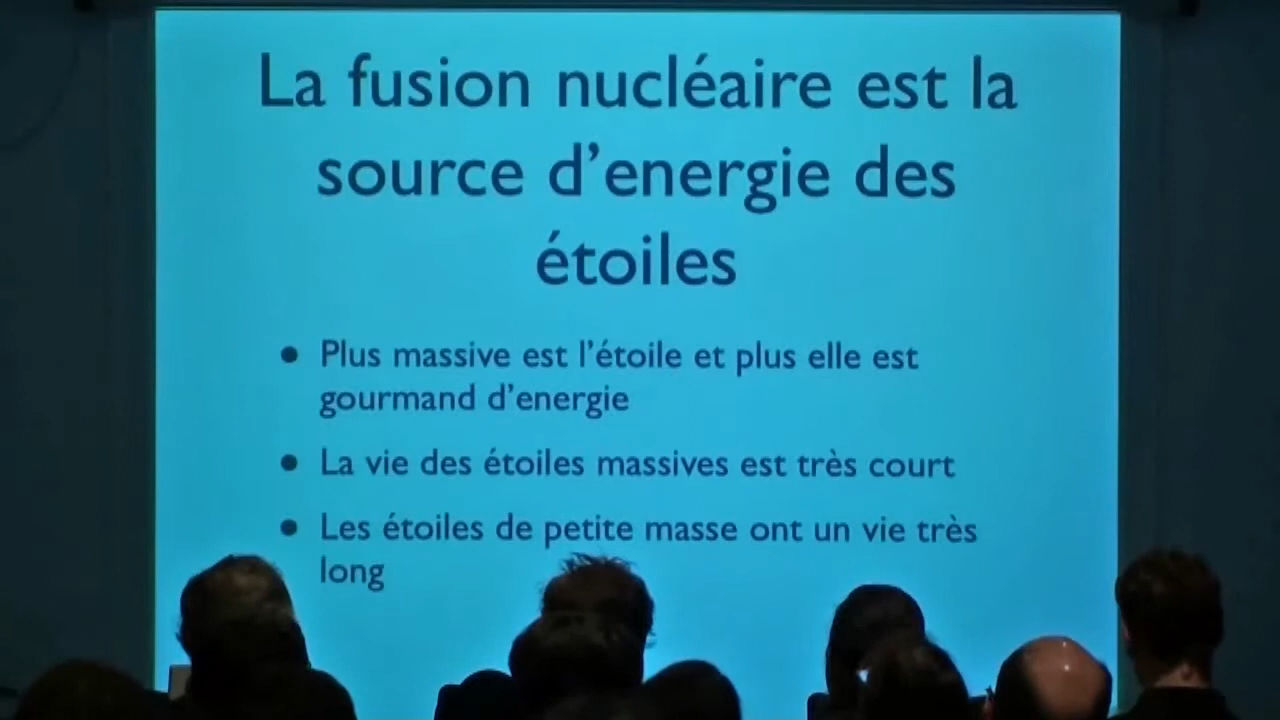 La fusion nucléaire est la
source d'energie des
étoiles
• Plus massive est l'étoile et plus elle est
gourmand d'energie
• La vie des étoiles massives est très court
• Les étoiles de petite masse ont un vie très
long